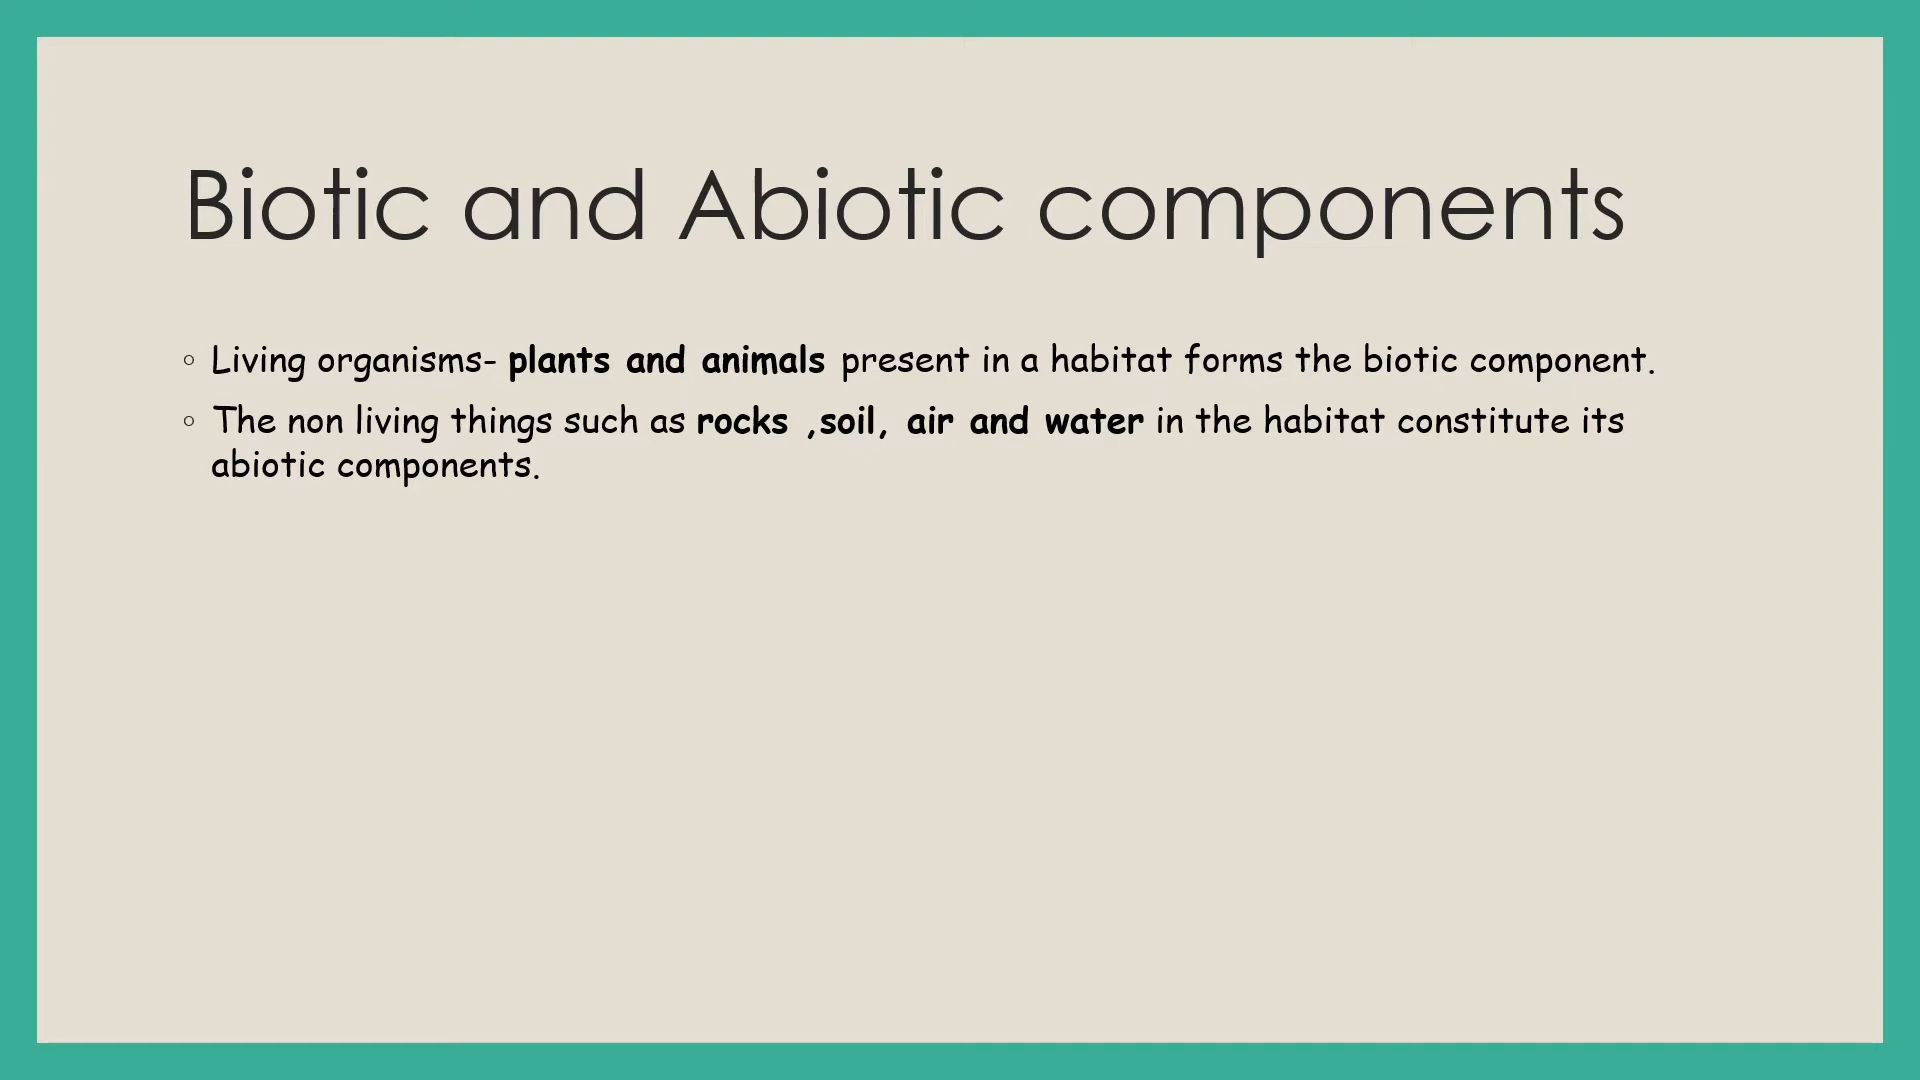 Biotic and Abiotic components
◦ Living organisms- plants and animals present in a habitat forms the biotic component.
◦ The non living things such as rocks ,soil, air and water in the habitat constitute its
abiotic components.